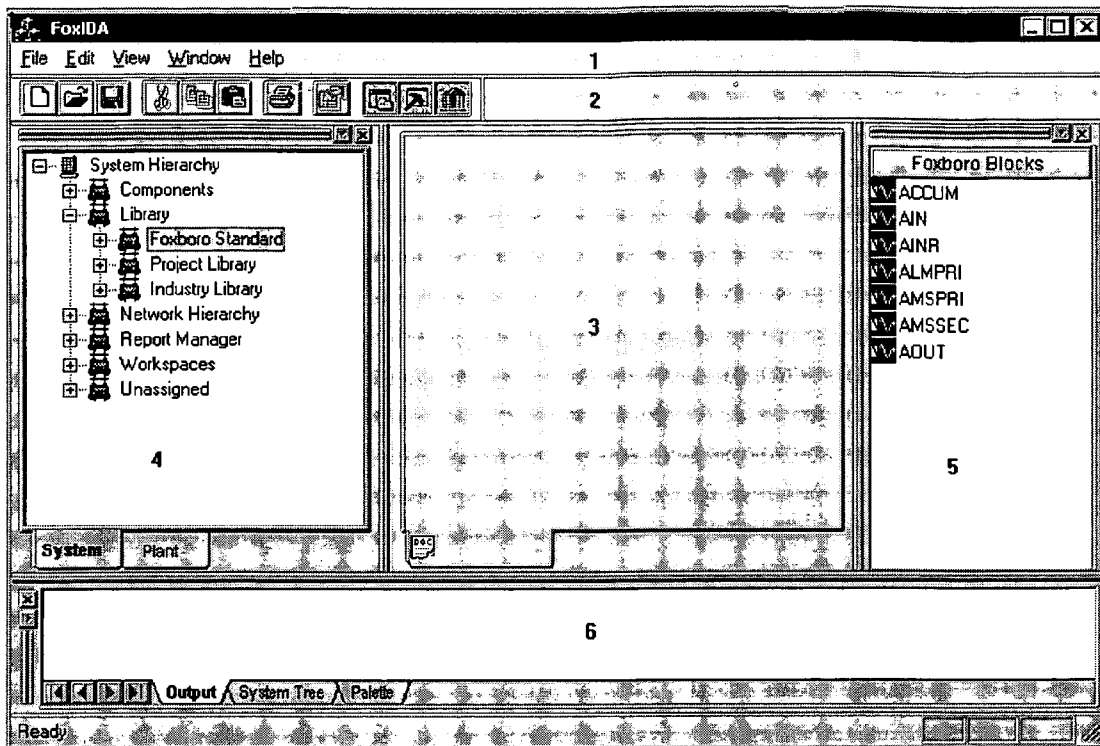 FoxIDA
File Edit View Window Help
1
2
System Hierarchy
Components
Library
Foxboro Standard
Project Library
Industry Library
Network Hierarchy
Report Manager
Workspaces
Unassigned
4
System Plant
3
DOC
Foxboro Blocks
ACCUM
AIN
AINR
ALMPRI
AMSPRI
AMSSEC
AOUT
5
6
Output System Tree Palette
Ready